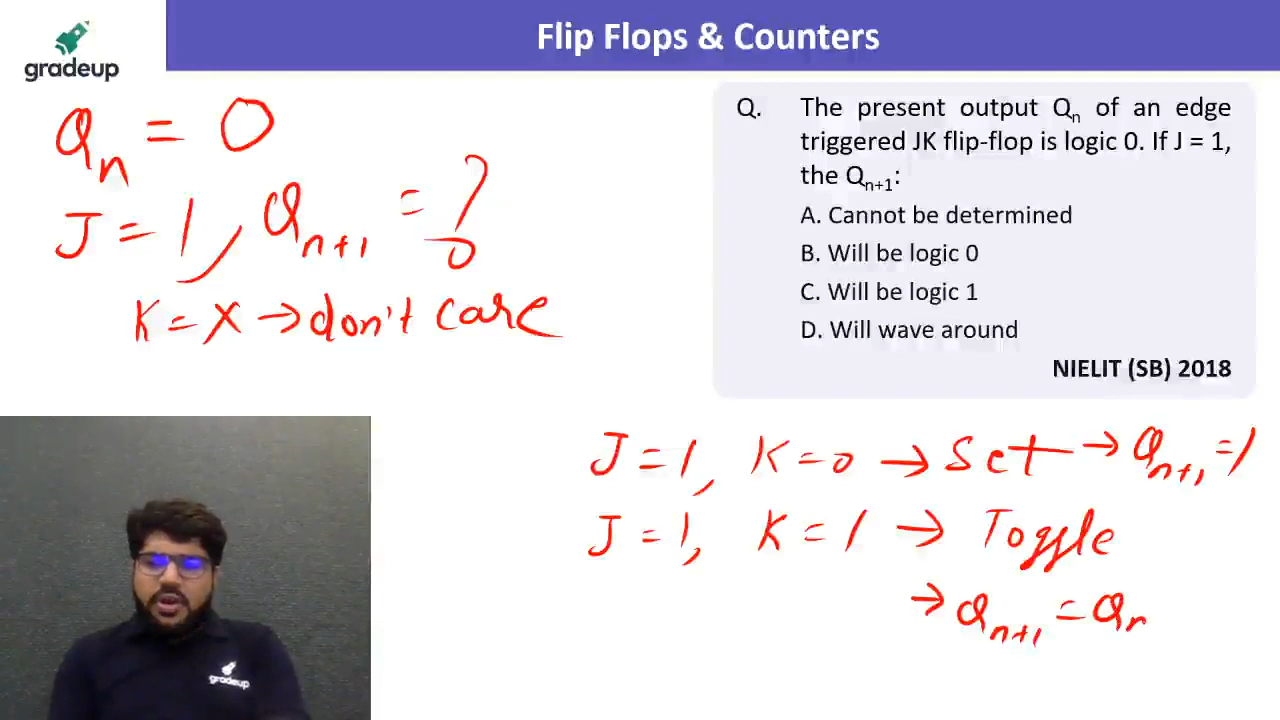 Flip Flops & Counters
gradeup
Qn = 0
J = 1, Qn+1 = ?
0
K = X → don't care
Q. The present output Qn of an edge
triggered JK flip-flop is logic 0. If J = 1,
the Qn+1:
A. Cannot be determined
B. Will be logic 0
C. Will be logic 1
D. Will wave around
NIELIT (SB) 2018
J = 1, K = 0 → Set → Qn+1 = 1
J = 1, K = 1 → Toggle
→ Qn+1 = Qn
gradeup